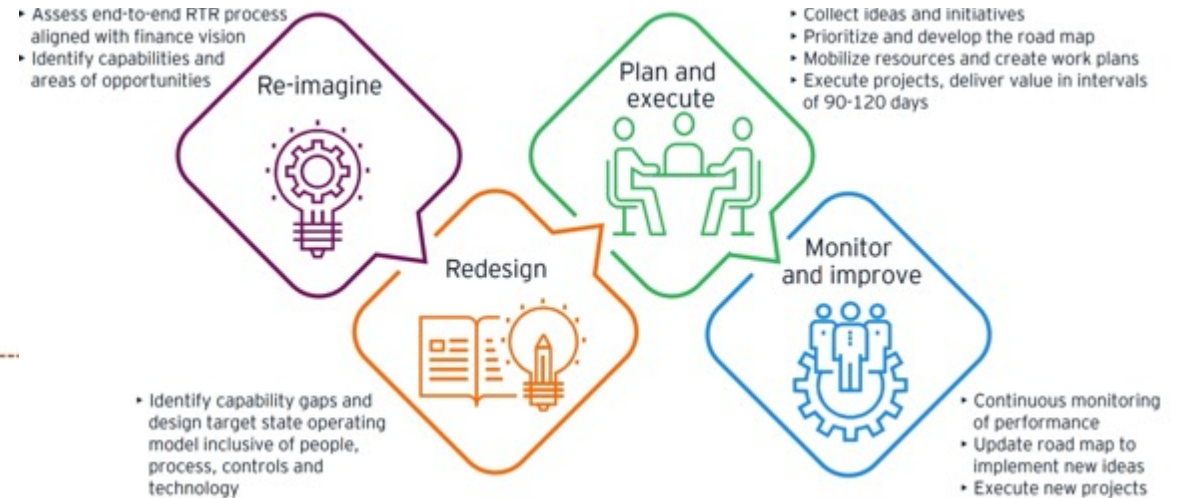 ▸ Assess end-to-end RTR process
aligned with finance vision
▸ Identify capabilities and
areas of opportunities
Re-imagine
Plan and
execute
▸ Collect ideas and initiatives
▸ Prioritize and develop the road map
▸ Mobilize resources and create work plans
▸ Execute projects, deliver value in intervals
of 90-120 days
Redesign
▸ Identify capability gaps and
design target state operating
model inclusive of people,
process, controls and
technology
Monitor
and improve
▸ Continuous monitoring
of performance
▸ Update road map to
implement new ideas
▸ Execute new projects